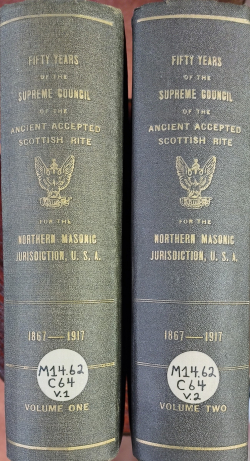 FIFTY YEARS
OF THE
SUPREME COUNCIL
OF THE
ANCIENT ACCEPTED
SCOTTISH RITE
FOR THE
NORTHERN MASONIC
JURISDICTION, U. S. A.
1867—1917
M14.62
C64
V.1
VOLUME ONE
FIFTY YEARS
OF THE
SUPREME COUNCIL
OF THE
ANCIENT ACCEPTED
SCOTTISH RITE
FOR THE
NORTHERN MASONIC
JURISDICTION, U. S. A.
1867—1917
M14.62
C64
V.2
VOLUME TWO